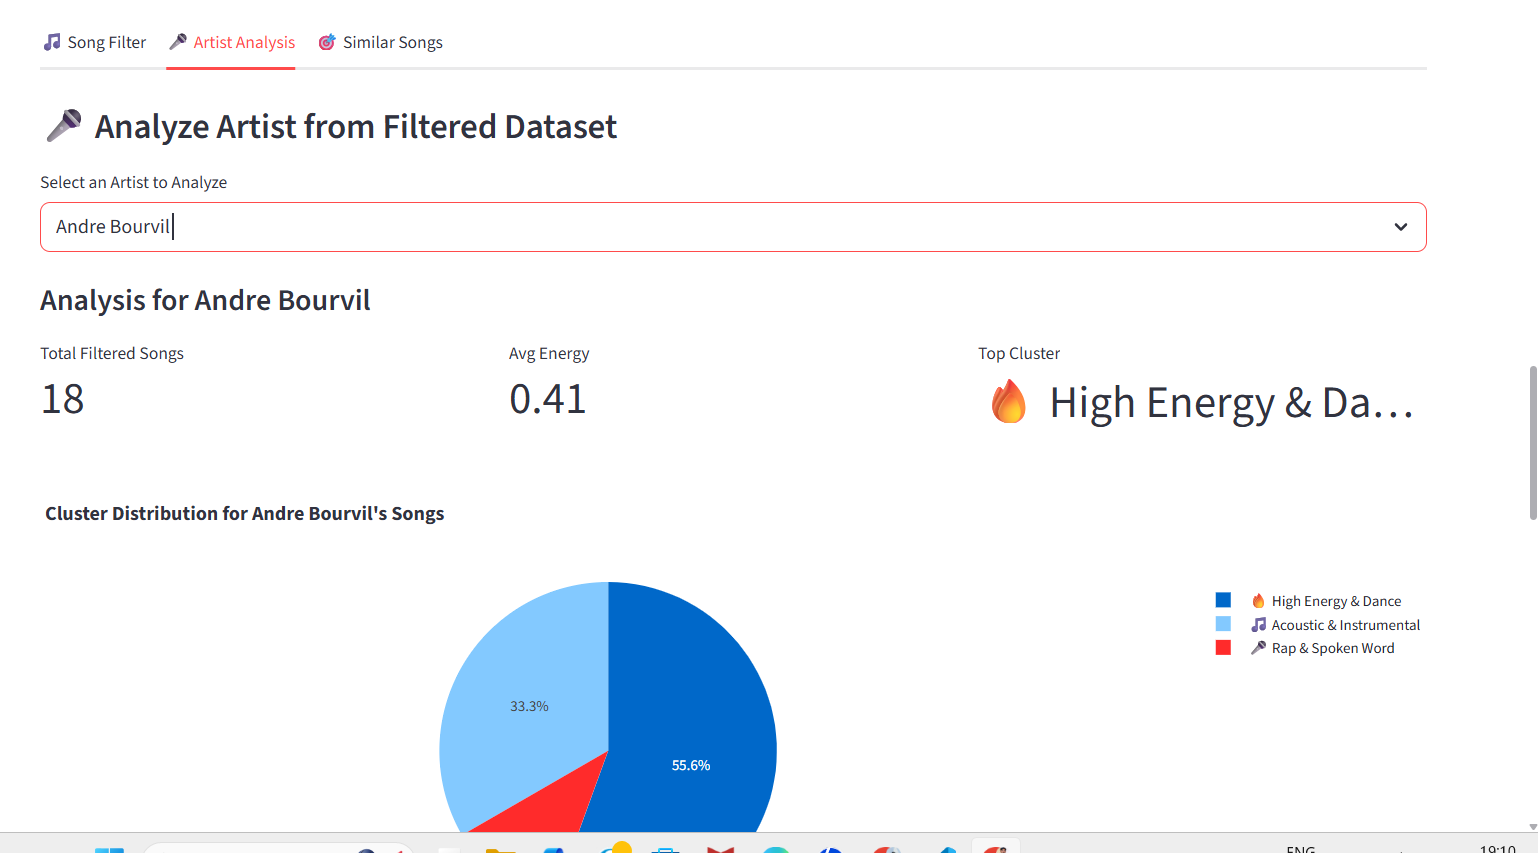 Song Filter Artist Analysis Similar Songs
Analyze Artist from Filtered Dataset
Select an Artist to Analyze
Andre Bourvil
Analysis for Andre Bourvil
Total Filtered Songs Avg Energy Top Cluster
18 0.41 High Energy & Da...
Cluster Distribution for Andre Bourvil's Songs
High Energy & Dance
Acoustic & Instrumental
Rap & Spoken Word
33.3%
55.6%
ENG 19:10